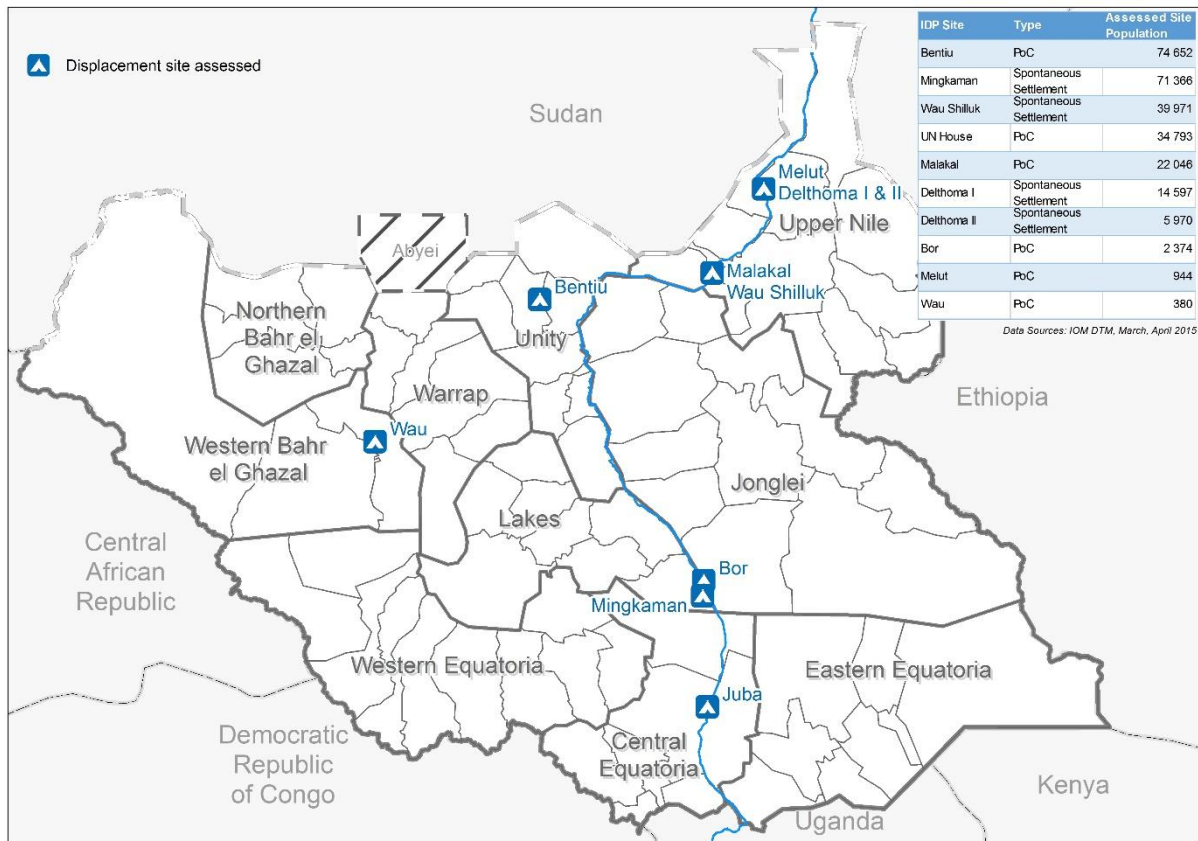 Displacement site assessed
IDP Site Type Assessed Site
Population
Bentiu PoC 74 652
Mingkaman Spontaneous
Settlement 71 366
Wau Shilluk Spontaneous
Settlement 39 971
UN House PoC 34 793
Malakal PoC 22 046
Delthoma I Spontaneous
Settlement 14 597
Delthoma II Spontaneous
Settlement 5 970
Bor PoC 2 374
Melut PoC 944
Wau PoC 380
Data Sources: IOM DTM, March, April 2015
Sudan
Melut
Delthoma I & II
Upper Nile
Abyei
Malakal
Wau Shilluk
Bentiu
Northern
Bahr el
Ghazal
Unity
Warrap
Ethiopia
Wau
Western Bahr
el Ghazal
Jonglei
Lakes
Central
African
Republic
Bor
Mingkaman
Western Equatoria
Eastern Equatoria
Juba
Democratic
Republic
of Congo
Central
Equatoria
Kenya
Uganda